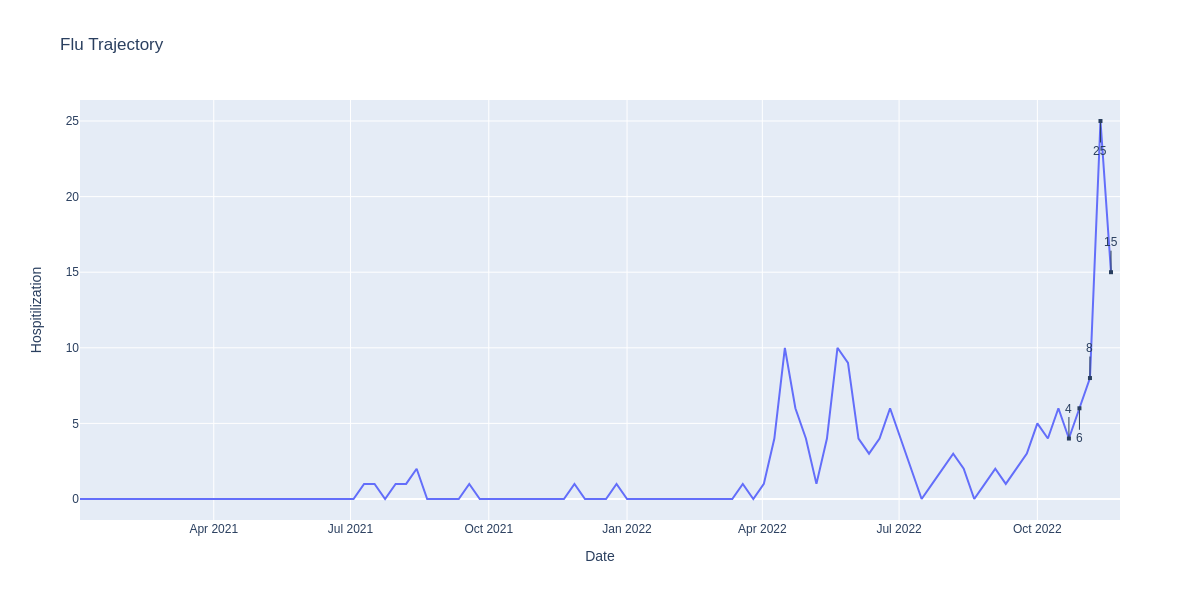 Flu Trajectory
25
20
15
10
5
0
Hospitilization
25
15
8
4
6
Apr 2021
Jul 2021
Oct 2021
Jan 2022
Apr 2022
Jul 2022
Oct 2022
Date